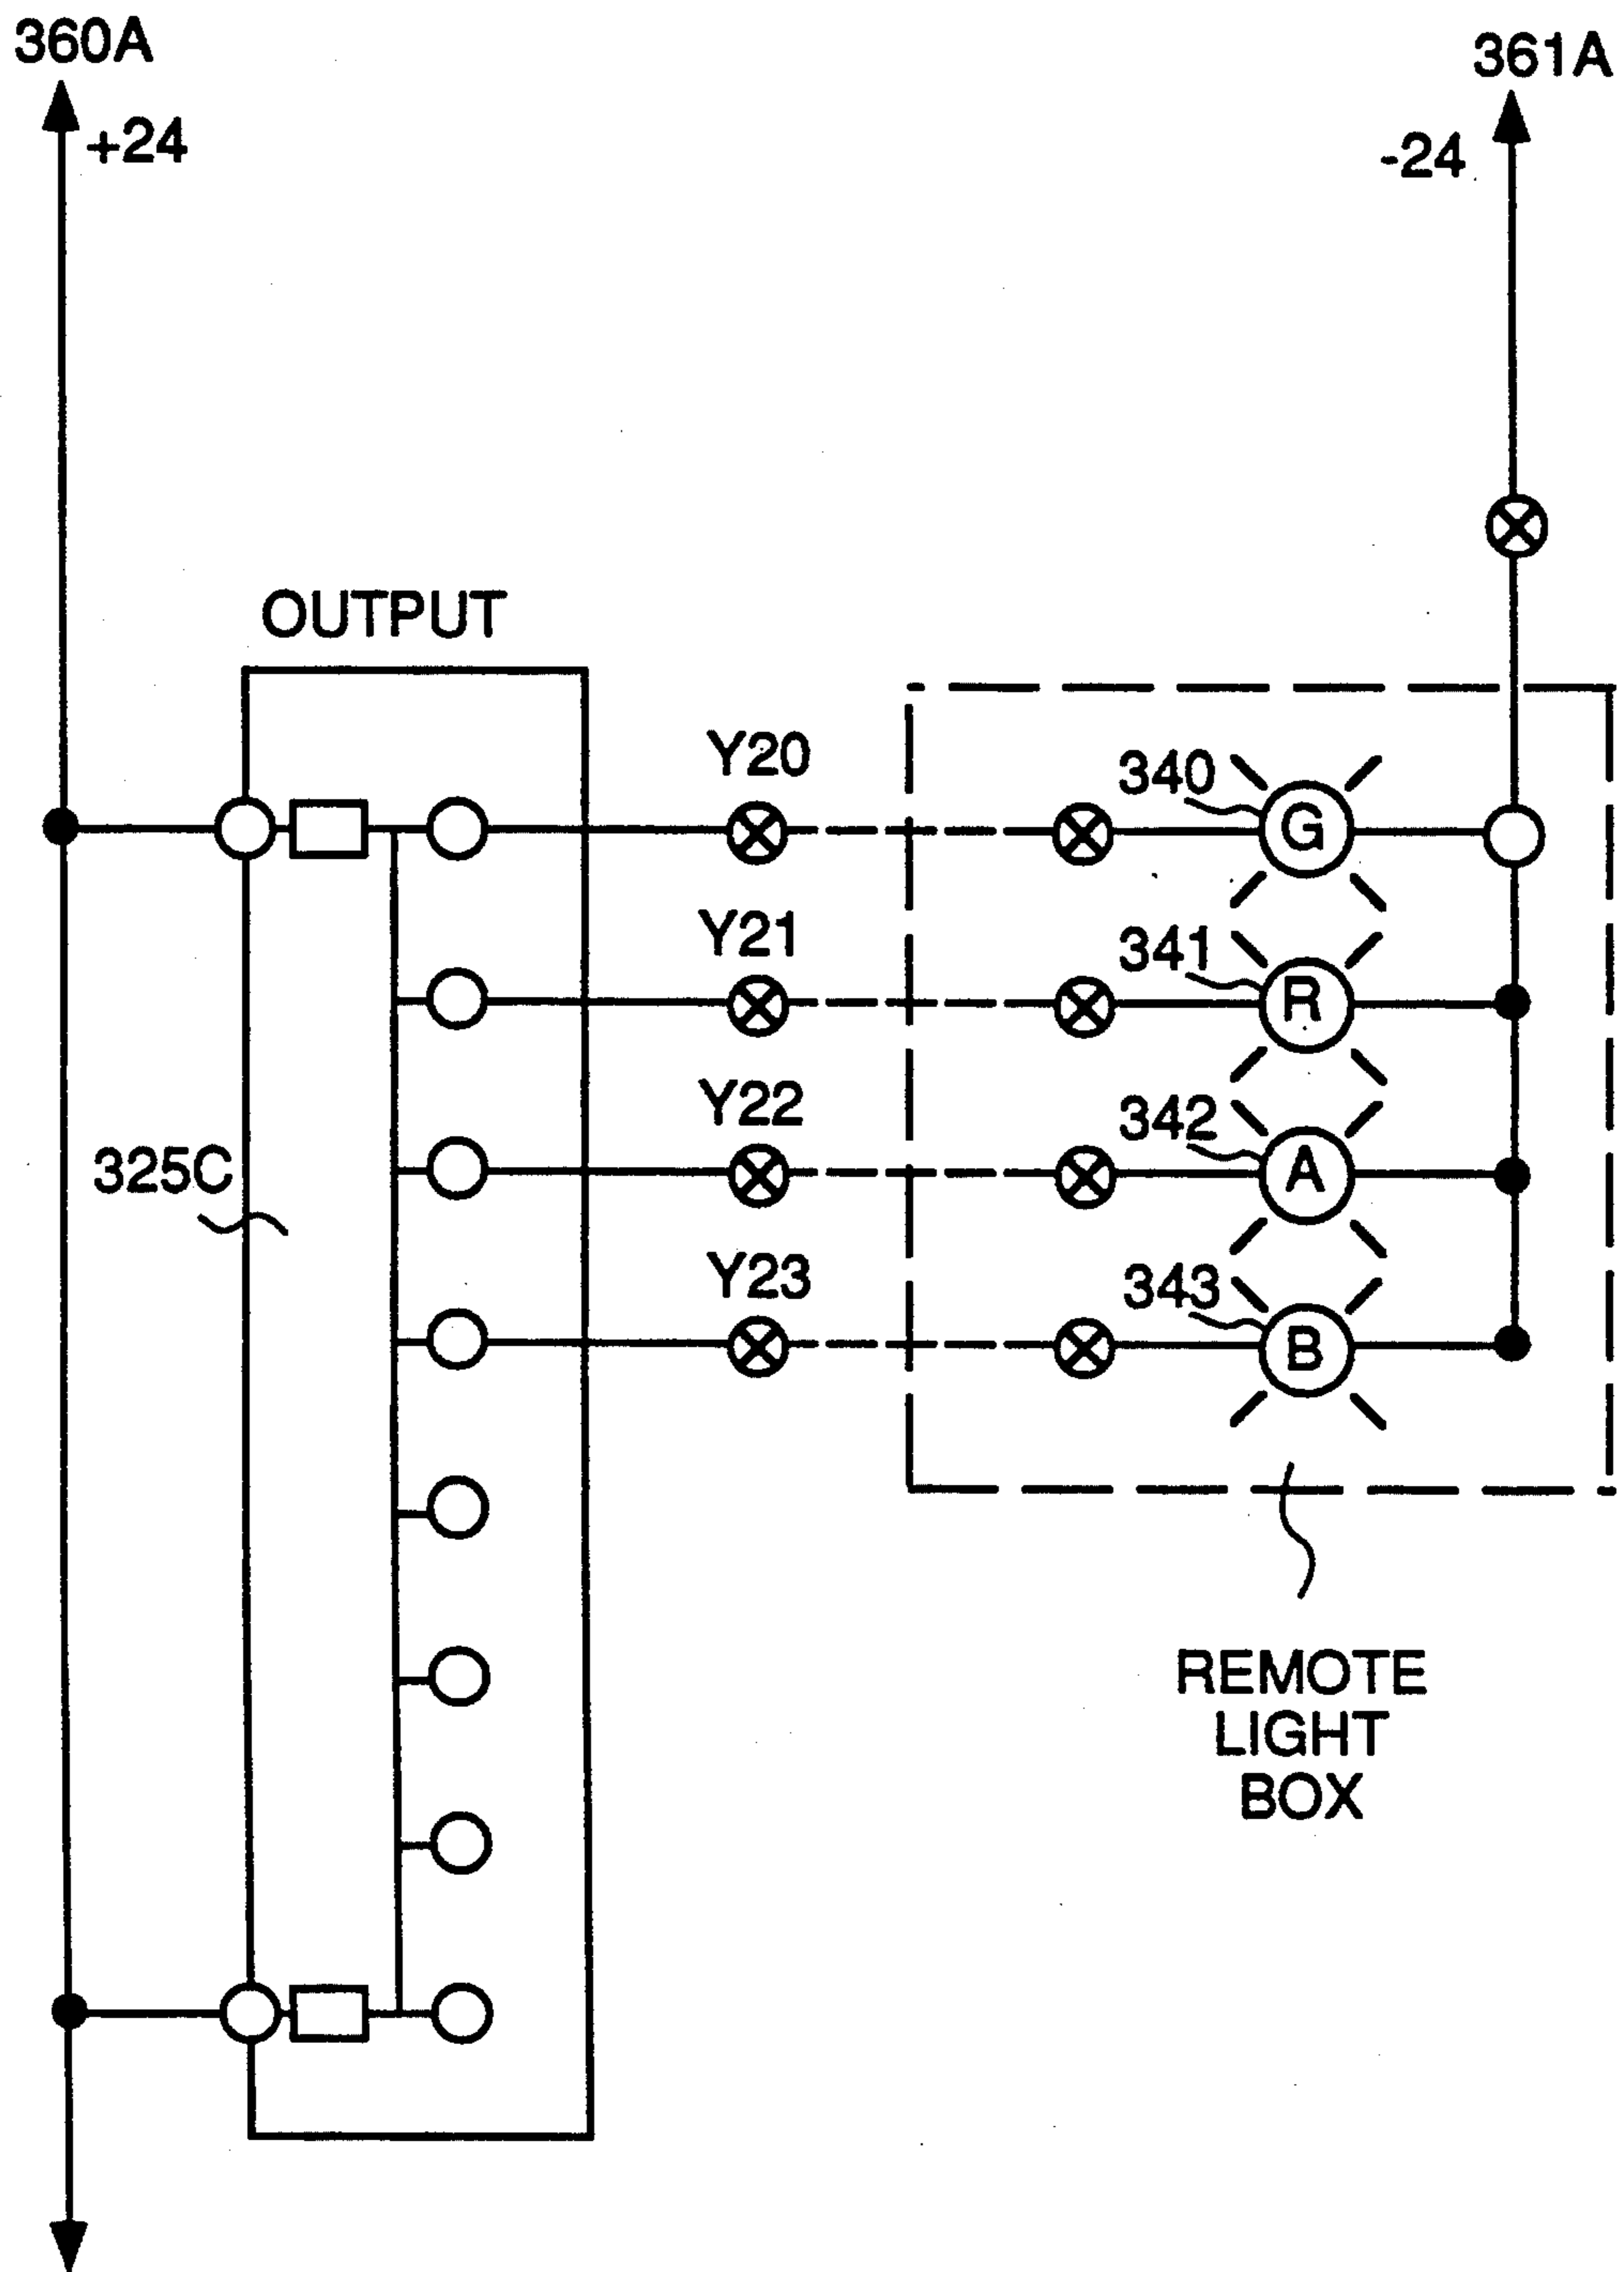 360A
361A
+24
-24
OUTPUT
Y20
340
G
Y21
341
R
Y22
342
A
325C
Y23
343
B
REMOTE
LIGHT
BOX